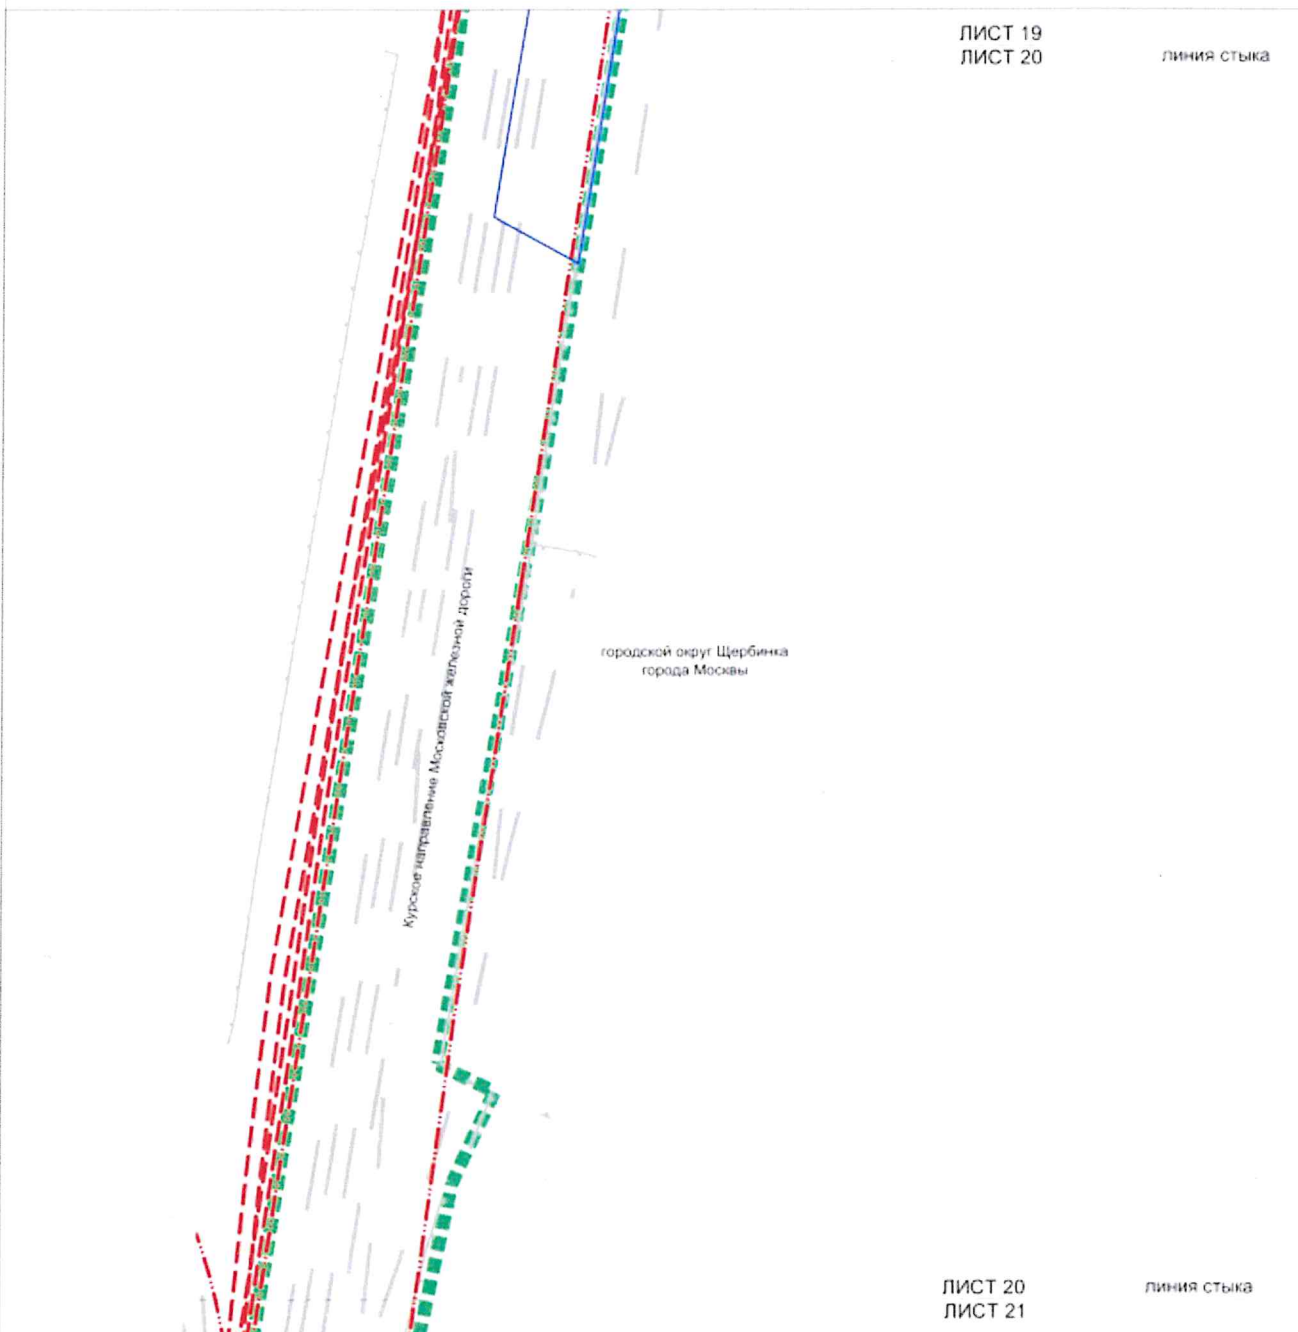 ЛИСТ 19
ЛИСТ 20
линия стыка
городской округ Щербинка
города Москвы
Курское направление Московской железной дороги
ЛИСТ 20
линия стыка
ЛИСТ 21